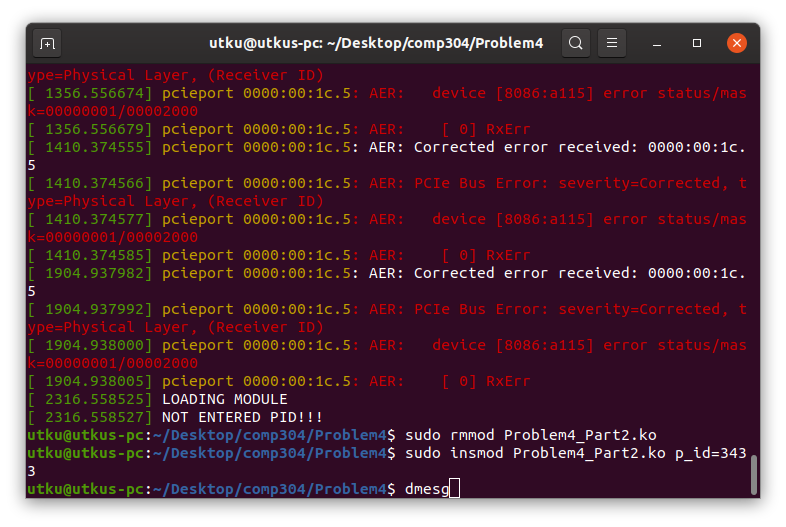 utku@utkus-pc: ~/Desktop/comp304/Problem4
ype=Physical Layer, (Receiver ID)
[ 1356.556674] pcieport 0000:00:1c.5: AER:   device [8086:a115] error status/mas
k=00000001/00002000
[ 1356.556679] pcieport 0000:00:1c.5: AER:    [ 0] RxErr
[ 1410.374555] pcieport 0000:00:1c.5: AER: Corrected error received: 0000:00:1c.
5
[ 1410.374566] pcieport 0000:00:1c.5: AER: PCIe Bus Error: severity=Corrected, t
ype=Physical Layer, (Receiver ID)
[ 1410.374577] pcieport 0000:00:1c.5: AER:   device [8086:a115] error status/mas
k=00000001/00002000
[ 1410.374585] pcieport 0000:00:1c.5: AER:    [ 0] RxErr
[ 1904.937982] pcieport 0000:00:1c.5: AER: Corrected error received: 0000:00:1c.
5
[ 1904.937992] pcieport 0000:00:1c.5: AER: PCIe Bus Error: severity=Corrected, t
ype=Physical Layer, (Receiver ID)
[ 1904.938000] pcieport 0000:00:1c.5: AER:   device [8086:a115] error status/mas
k=00000001/00002000
[ 1904.938005] pcieport 0000:00:1c.5: AER:    [ 0] RxErr
[ 2316.558525] LOADING MODULE
[ 2316.558527] NOT ENTERED PID!!!
utku@utkus-pc:~/Desktop/comp304/Problem4$ sudo rmmod Problem4_Part2.ko
utku@utkus-pc:~/Desktop/comp304/Problem4$ sudo insmod Problem4_Part2.ko p_id=343
3
utku@utkus-pc:~/Desktop/comp304/Problem4$ dmesg